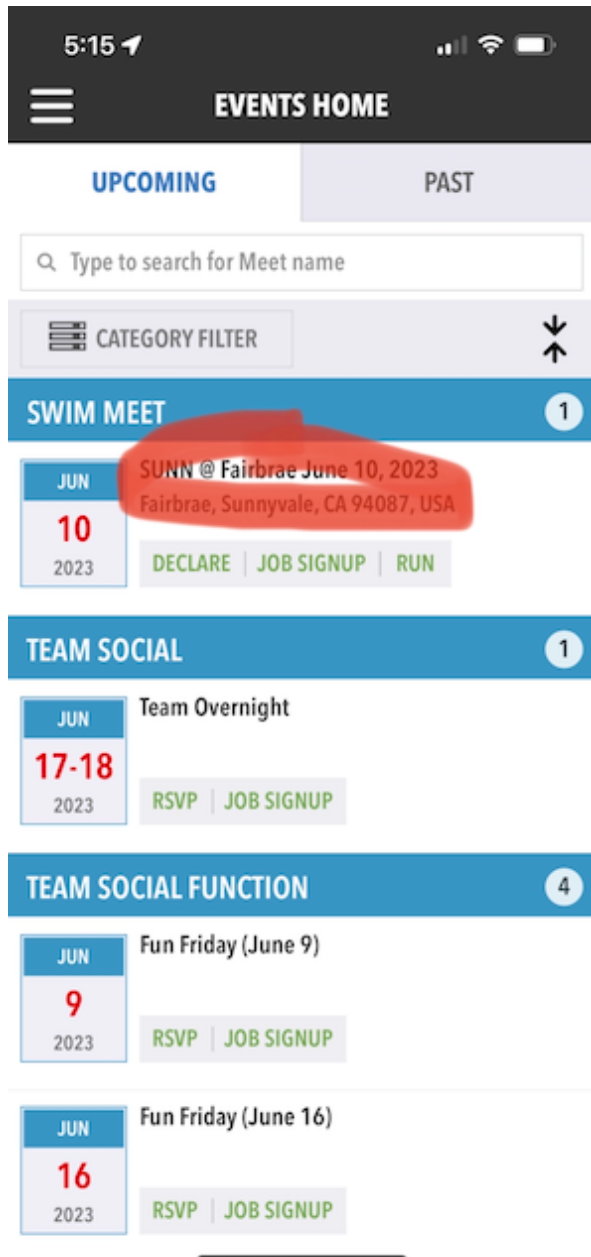 5:15
EVENTS HOME
UPCOMING
PAST
Type to search for Meet name
CATEGORY FILTER
SWIM MEET
1
JUN
10
2023
SUNN @ Fairbrae June 10, 2023
Fairbrae, Sunnyvale, CA 94087, USA
DECLARE | JOB SIGNUP | RUN
TEAM SOCIAL
1
JUN
17-18
2023
Team Overnight
RSVP | JOB SIGNUP
TEAM SOCIAL FUNCTION
4
JUN
9
2023
Fun Friday (June 9)
RSVP | JOB SIGNUP
JUN
16
2023
Fun Friday (June 16)
RSVP | JOB SIGNUP